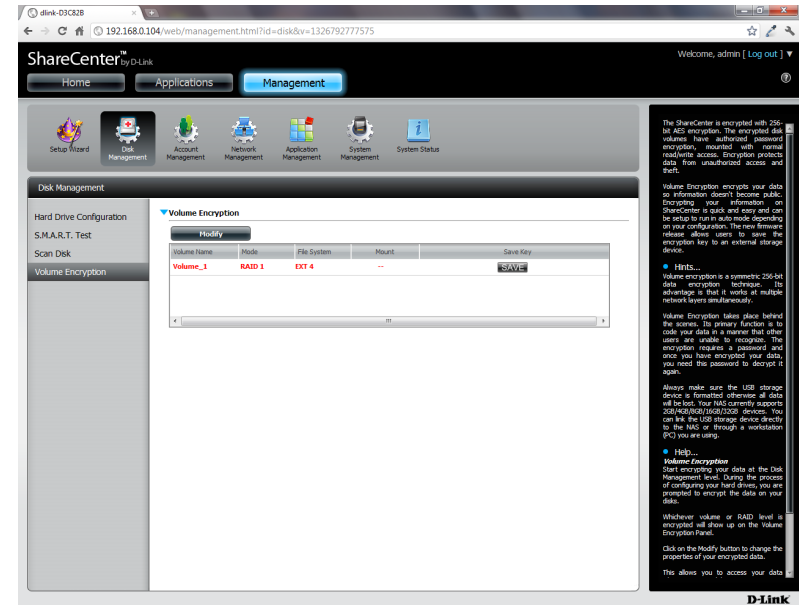 dlink-D3C82B
192.168.0.104/web/management.html?id=disk&v=1326792777575
ShareCenter™ by D-Link
Welcome, admin [ Log out ] ▼
Home
Applications
Management
Setup Wizard
Disk
Management
Account
Management
Network
Management
Application
Management
System
Management
System Status
Disk Management
Hard Drive Configuration
S.M.A.R.T. Test
Scan Disk
Volume Encryption
Volume Encryption
Modify
Volume Name Mode File System Mount Save Key
Volume_1 RAID 1 EXT 4 -- SAVE
The ShareCenter is encrypted with 256-
bit AES encryption. The encrypted disk
volumes have authorized password
encryption, mounted with normal
read/write access. Encryption protects
data from unauthorized access and
theft.
Volume Encryption encrypts your data
so information doesn't become public.
Encrypting your information on
ShareCenter is quick and easy and can
be setup to run in auto mode depending
on your configuration. The new firmware
release allows users to save the
encryption key to an external storage
device.
Hints...
Volume encryption is a symmetric 256-bit
data encryption technique. Its
advantage is that it works at multiple
network layers simultaneously.
Volume Encryption takes place behind
the scenes. Its primary function is to
code your data in a manner that other
users are unable to recognize. The
encryption requires a password and
once you have encrypted your data,
you need this password to decrypt it
again.
Always make sure the USB storage
device is formatted otherwise all data
will be lost. Your NAS currently supports
2GB/4GB/8GB/16GB/32GB devices. You
can link the USB storage device directly
to the NAS or through a workstation
(PC) you are using.
Help...
Volume Encryption
Start encrypting your data at the Disk
Management level. During the process
of configuring your hard drives, you are
prompted to encrypt the data on your
disks.
Whichever volume or RAID level is
encrypted will show up on the Volume
Encryption Panel.
Click on the Modify button to change the
properties of your encrypted data.
This allows you to access your data
D-Link